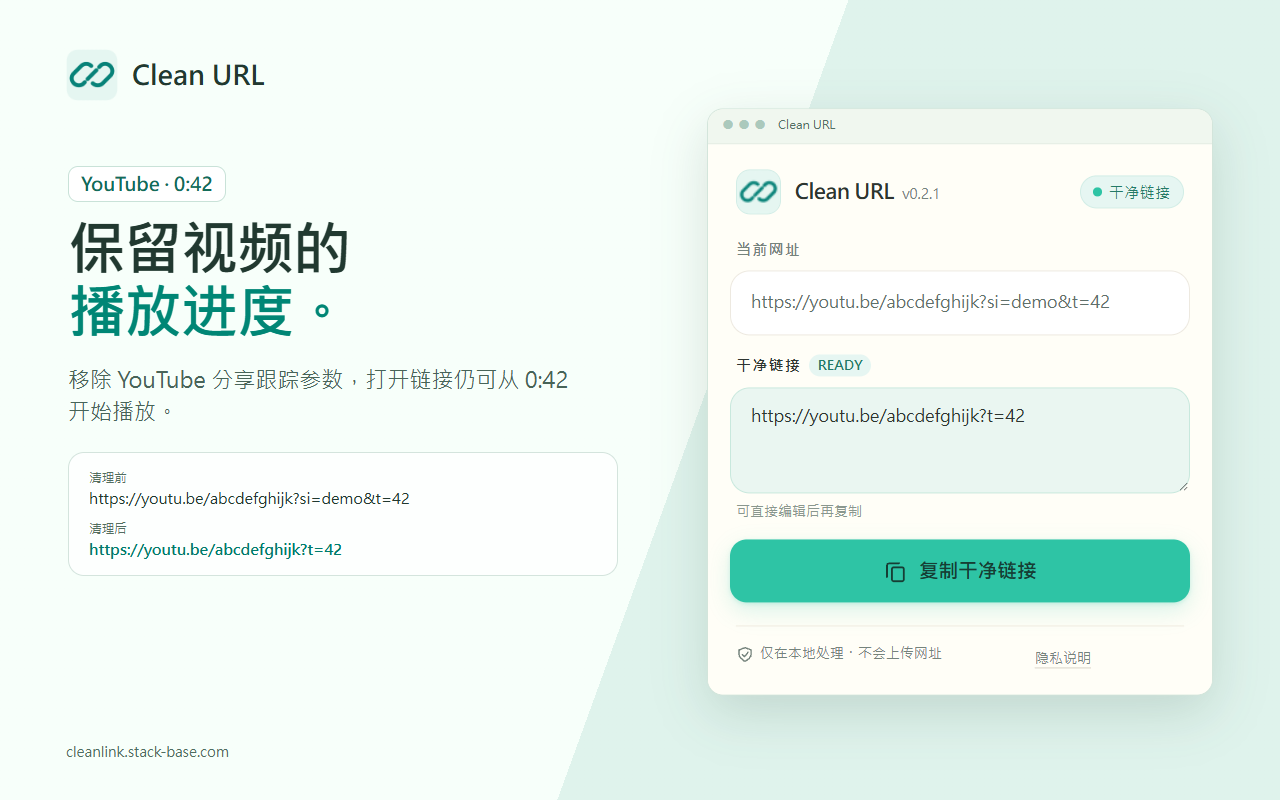 Clean URL
YouTube · 0:42
保留视频的
播放进度。
移除 YouTube 分享跟踪参数，打开链接仍可从 0:42
开始播放。
清理前
https://youtu.be/abcdefghijk?si=demo&t=42
清理后
https://youtu.be/abcdefghijk?t=42
cleanlink.stack-base.com
Clean URL
Clean URL v0.2.1
干净链接
当前网址
https://youtu.be/abcdefghijk?si=demo&t=42
干净链接 READY
https://youtu.be/abcdefghijk?t=42
可直接编辑后再复制
复制干净链接
仅在本地处理 · 不会上传网址
隐私说明